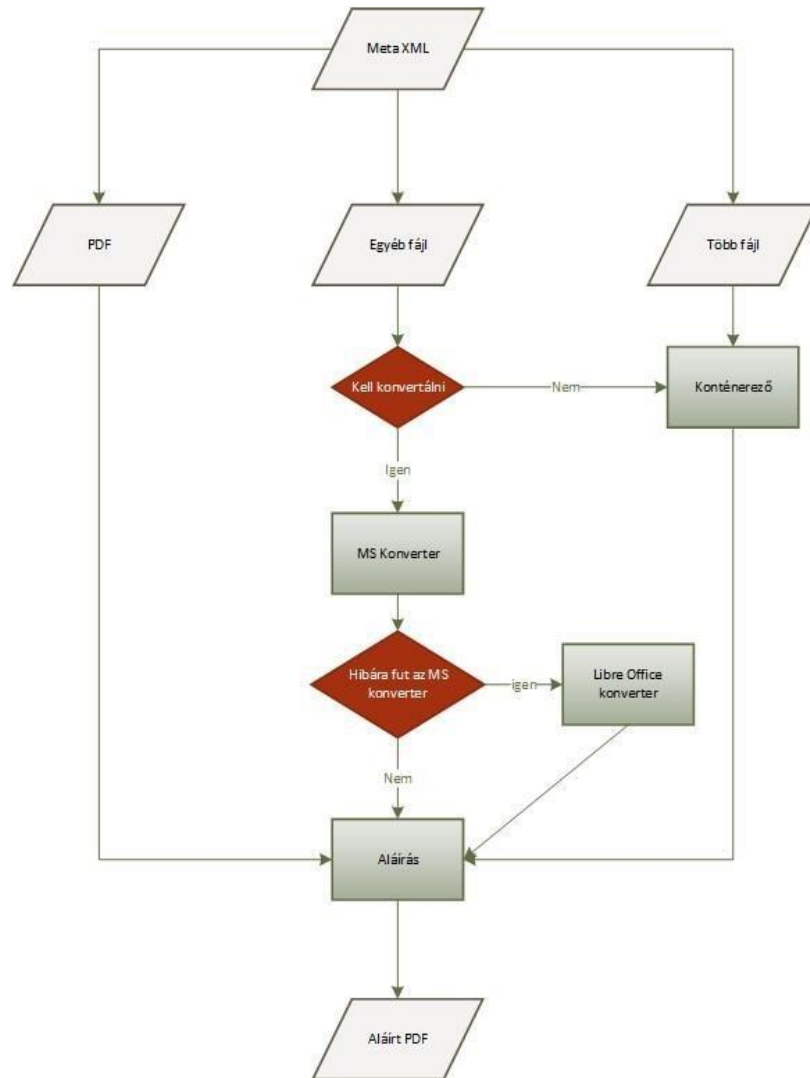 Meta XML
PDF
Egyéb fájl
Több fájl
Kell konvertálni
Nem
Konténerező
Igen
MS Konverter
Hibára fut az MS
konverter
igen
Libre Office
konverter
Nem
Aláírás
Aláírt PDF